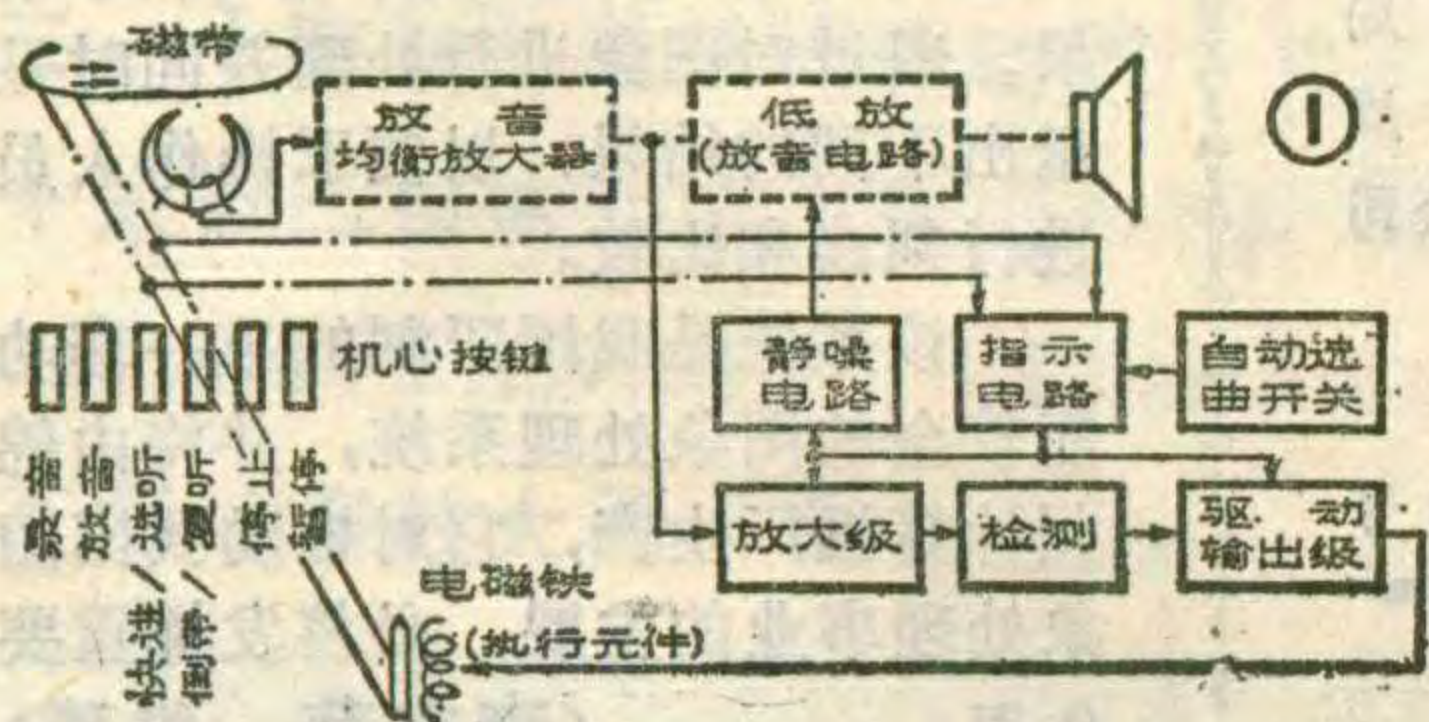 磁带
放音
均衡放大器
低放
(放音电路)
①
机心按键
静噪
电路
指示
电路
自动选
曲开关
录音
放音
快进/选听
倒带/复听
停止
暂停
放大级
检测
驱动
输出级
电磁铁
(执行元件)